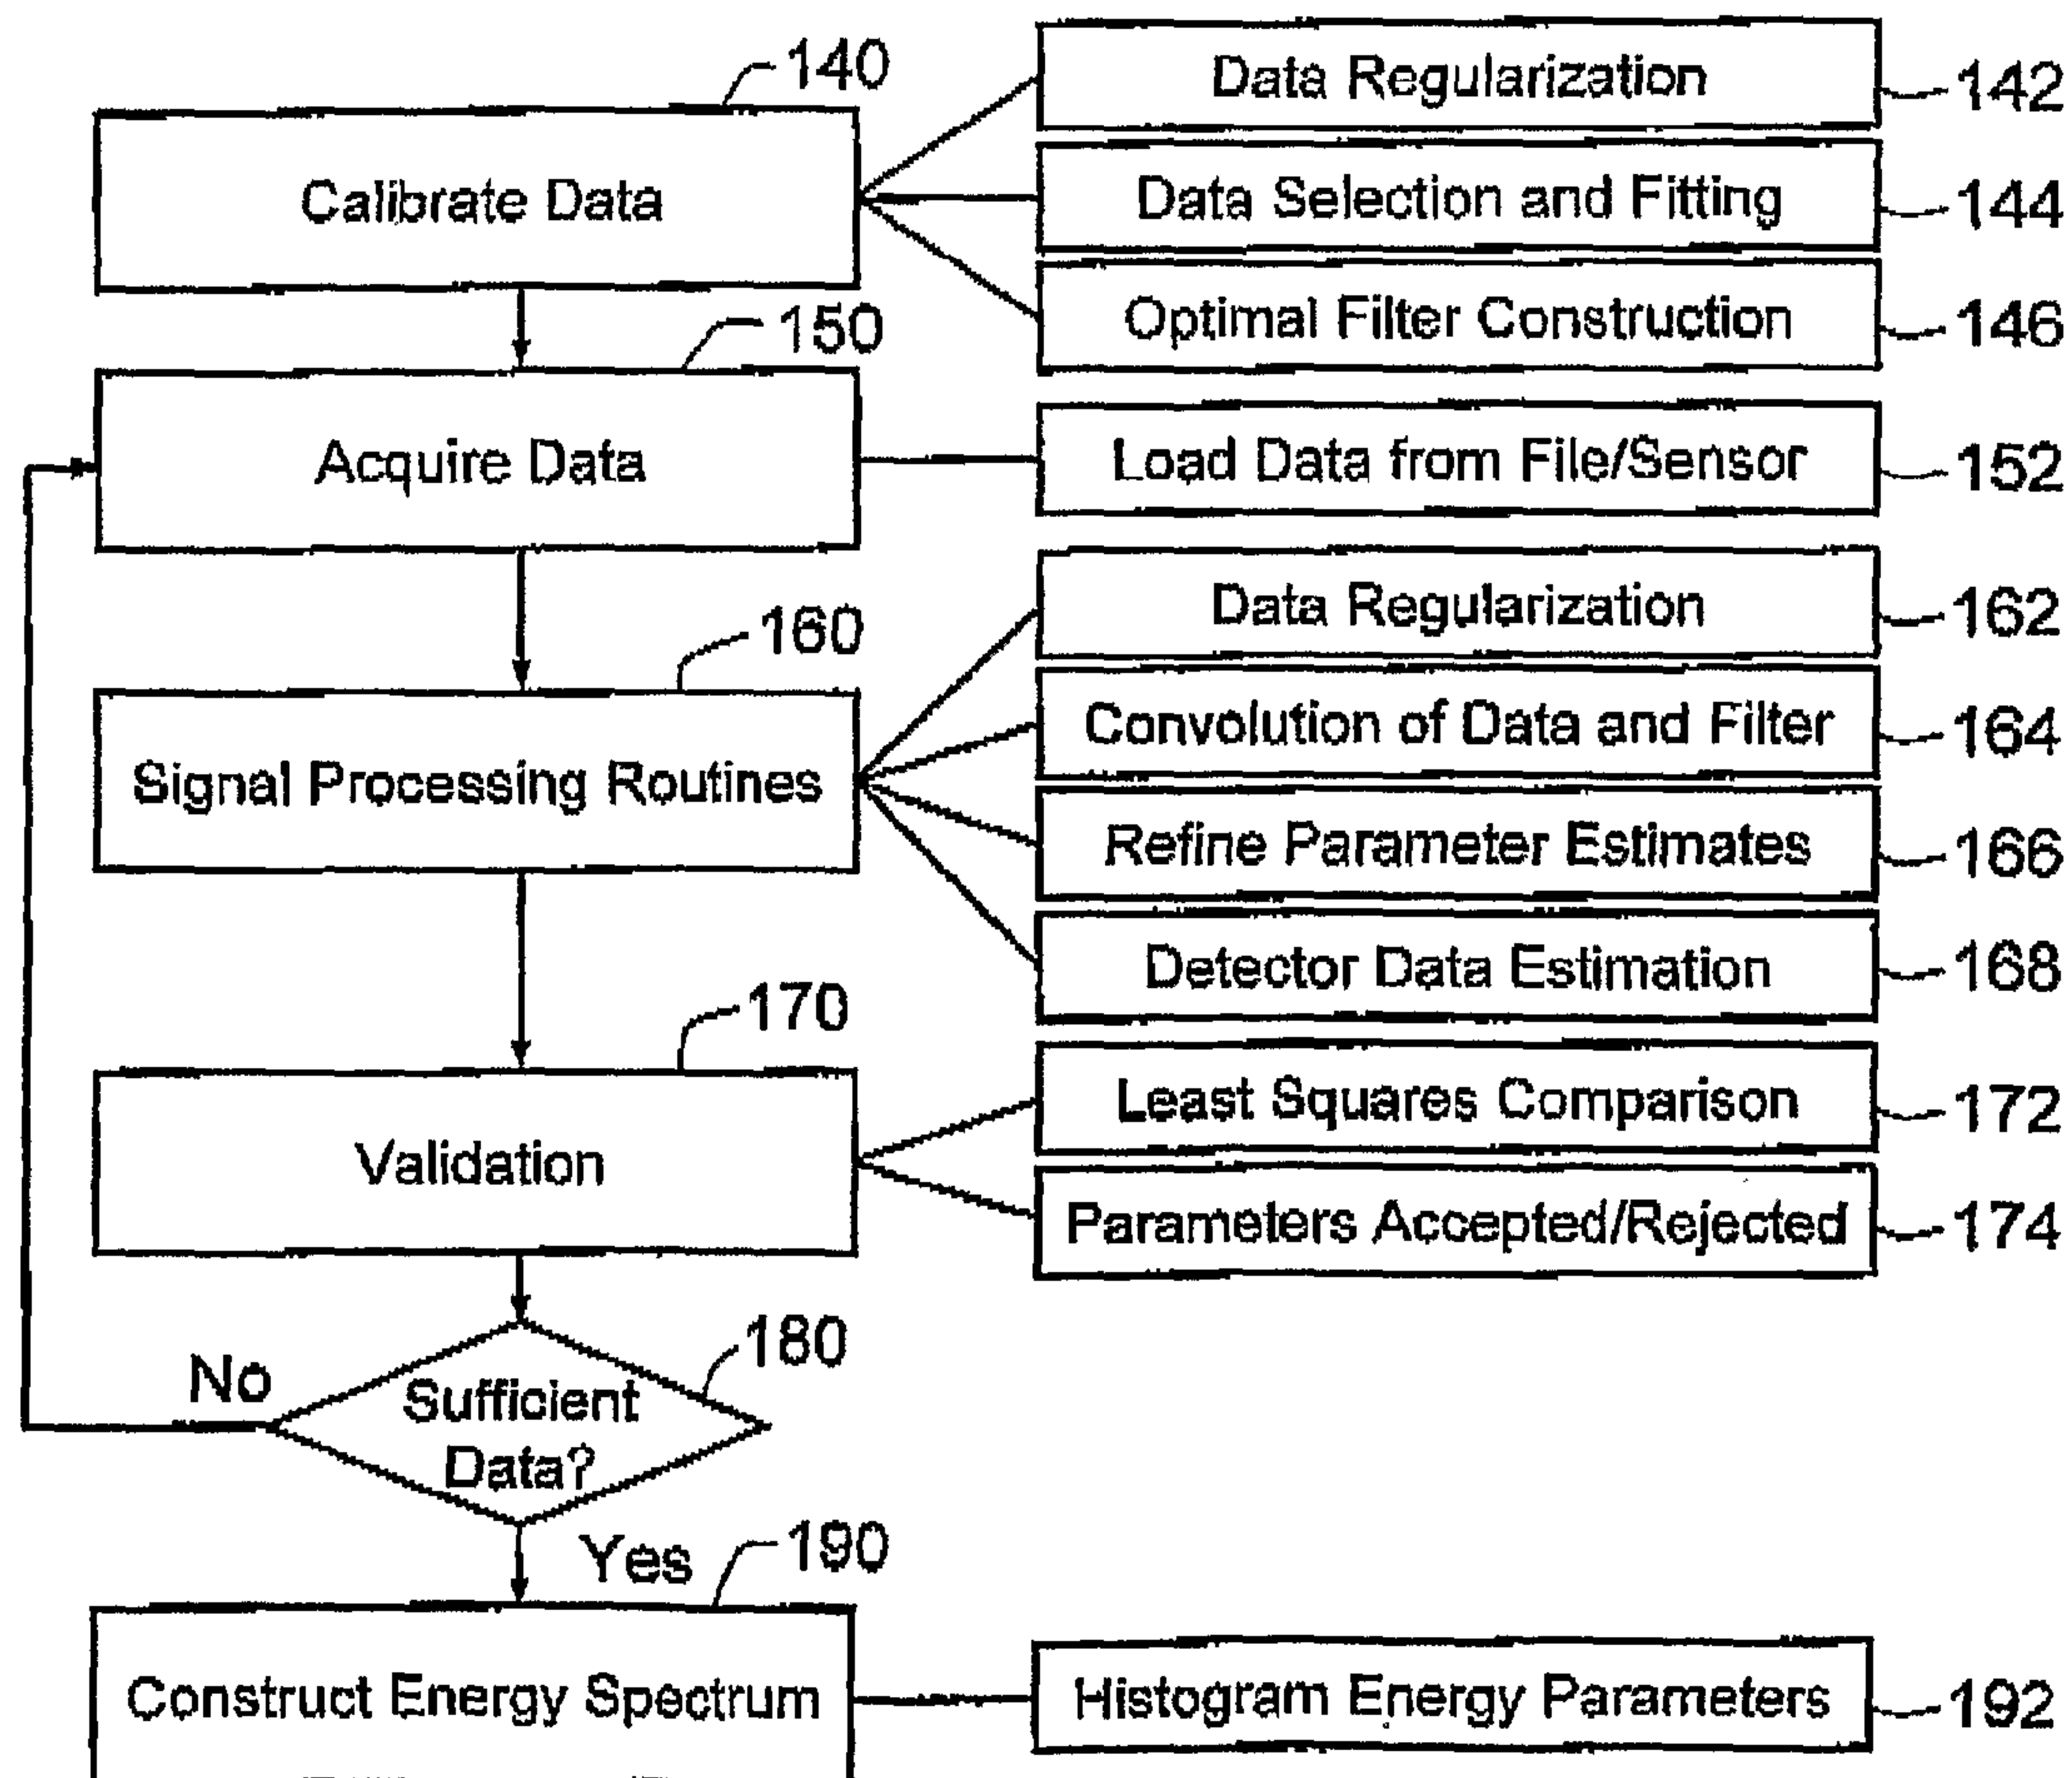 140
Data Regularization
142
Calibrate Data
Data Selection and Fitting
144
Optimal Filter Construction
146
150
Acquire Data
Load Data from File/Sensor
152
Data Regularization
162
160
Convolution of Data and Filter
164
Signal Processing Routines
Refine Parameter Estimates
166
Detector Data Estimation
168
170
Least Squares Comparison
172
Validation
Parameters Accepted/Rejected
174
180
No
Sufficient
Data?
Yes
190
Construct Energy Spectrum
Histogram Energy Parameters
192